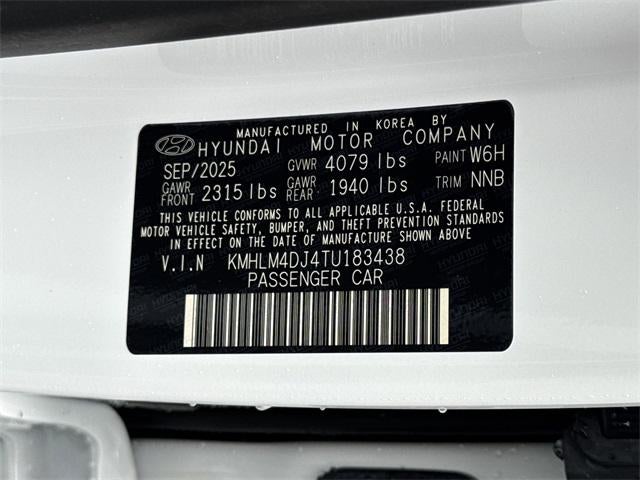 MANUFACTURED IN KOREA BY
HYUNDAI MOTOR COMPANY
SEP/2025 GVWR 4079 lbs PAINT W6H
GAWR FRONT 2315 lbs GAWR REAR: 1940 lbs TRIM NNB
THIS VEHICLE CONFORMS TO ALL APPLICABLE U.S.A. FEDERAL
MOTOR VEHICLE SAFETY, BUMPER, AND THEFT PREVENTION STANDARDS
IN EFFECT ON THE DATE OF MANUFACTURE SHOWN ABOVE
V.I.N KMHLM4DJ4TU183438
PASSENGER CAR